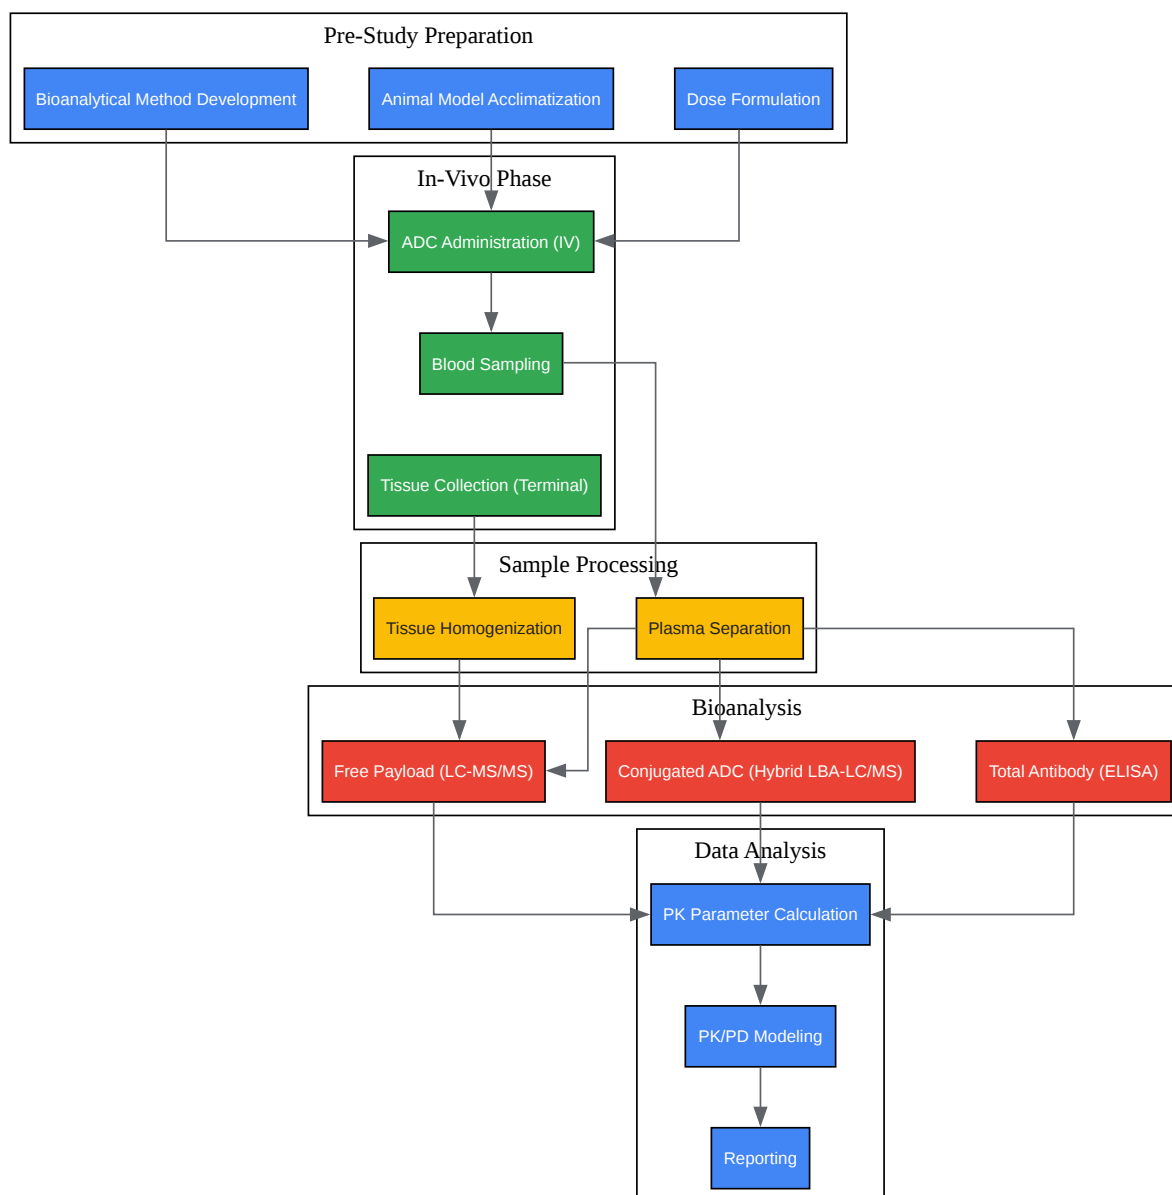 Pre-Study Preparation
Bioanalytical Method Development
Animal Model Acclimatization
Dose Formulation
In-Vivo Phase
ADC Administration (IV)
Blood Sampling
Tissue Collection (Terminal)
Sample Processing
Tissue Homogenization
Plasma Separation
Bioanalysis
Free Payload (LC-MS/MS)
Conjugated ADC (Hybrid LBA-LC/MS)
Total Antibody (ELISA)
Data Analysis
PK Parameter Calculation
PK/PD Modeling
Reporting